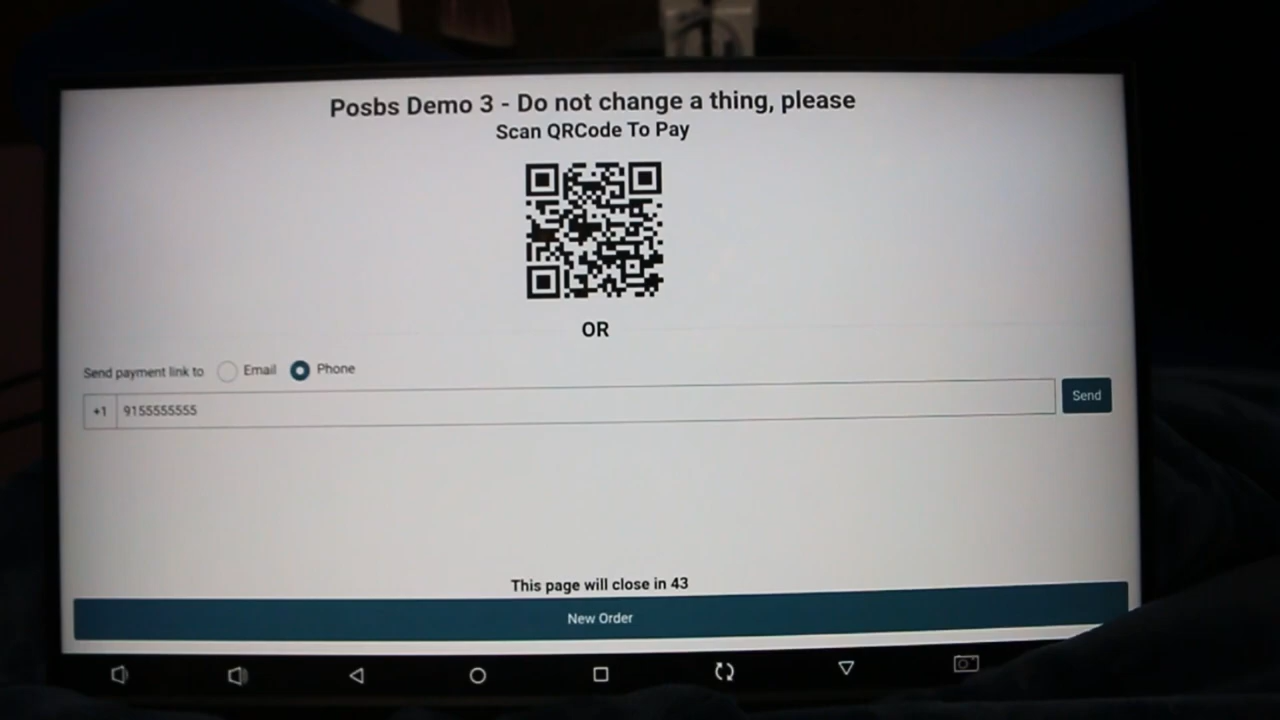 Posbs Demo 3 - Do not change a thing, please
Scan QRCode To Pay
OR
Send payment link to Email Phone
+1 9155555555 Send
This page will close in 43
New Order